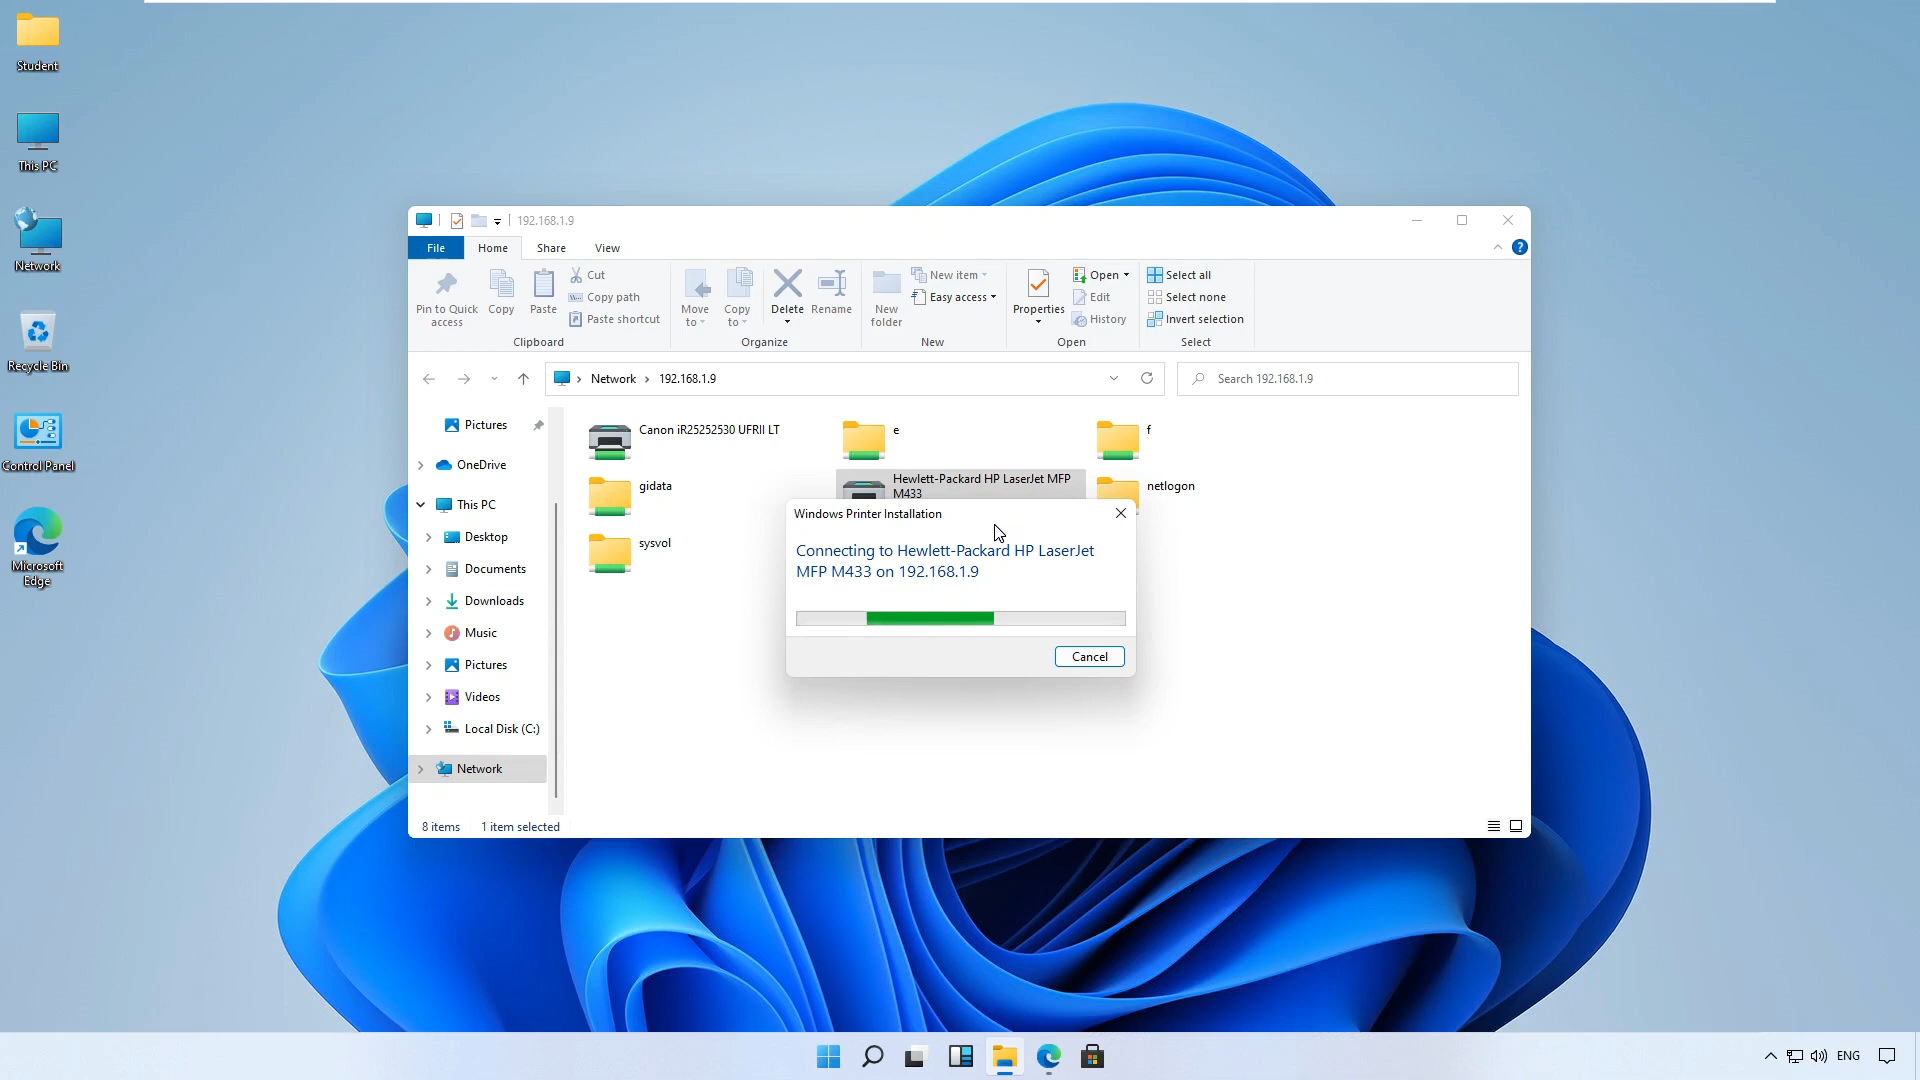 Student
This PC
Network
Recycle Bin
Control Panel
Microsoft
Edge
192.168.1.9
File Home Share View
Pin to Quick
access
Copy
Paste
Cut
Copy path
Paste shortcut
Clipboard
Move
to
Copy
to
Delete
Rename
Organize
New
folder
New item
Easy access
New
Properties
Open
Edit
History
Open
Select all
Select none
Invert selection
Select
Network 192.168.1.9
Search 192.168.1.9
Pictures
OneDrive
This PC
Desktop
Documents
Downloads
Music
Pictures
Videos
Local Disk (C:)
Network
Canon iR25252530 UFRII LT
e
f
gidata
Hewlett-Packard HP LaserJet MFP
M433
netlogon
sysvol
Windows Printer Installation
Connecting to Hewlett-Packard HP LaserJet
MFP M433 on 192.168.1.9
Cancel
8 items 1 item selected
ENG